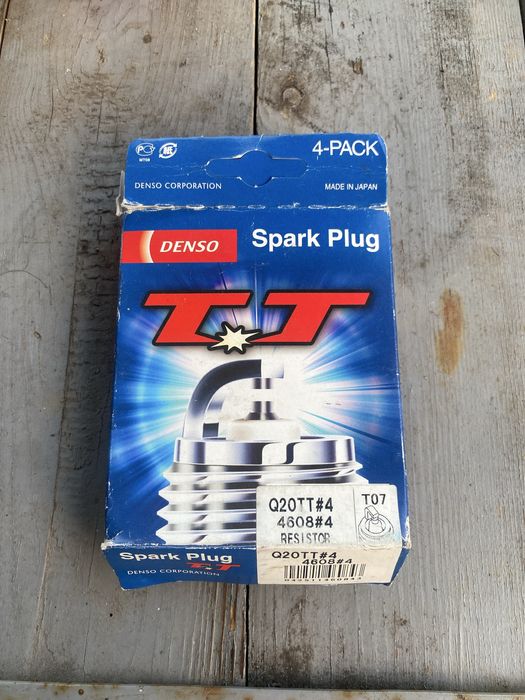 4-PACK
DENSO CORPORATION
MADE IN JAPAN
DENSO
Spark Plug
TT
Q20TT#4
4608#4
RESISTOR
T07
Spark Plug
TT
DENSO CORPORATION
Q20TT#4
4608#4